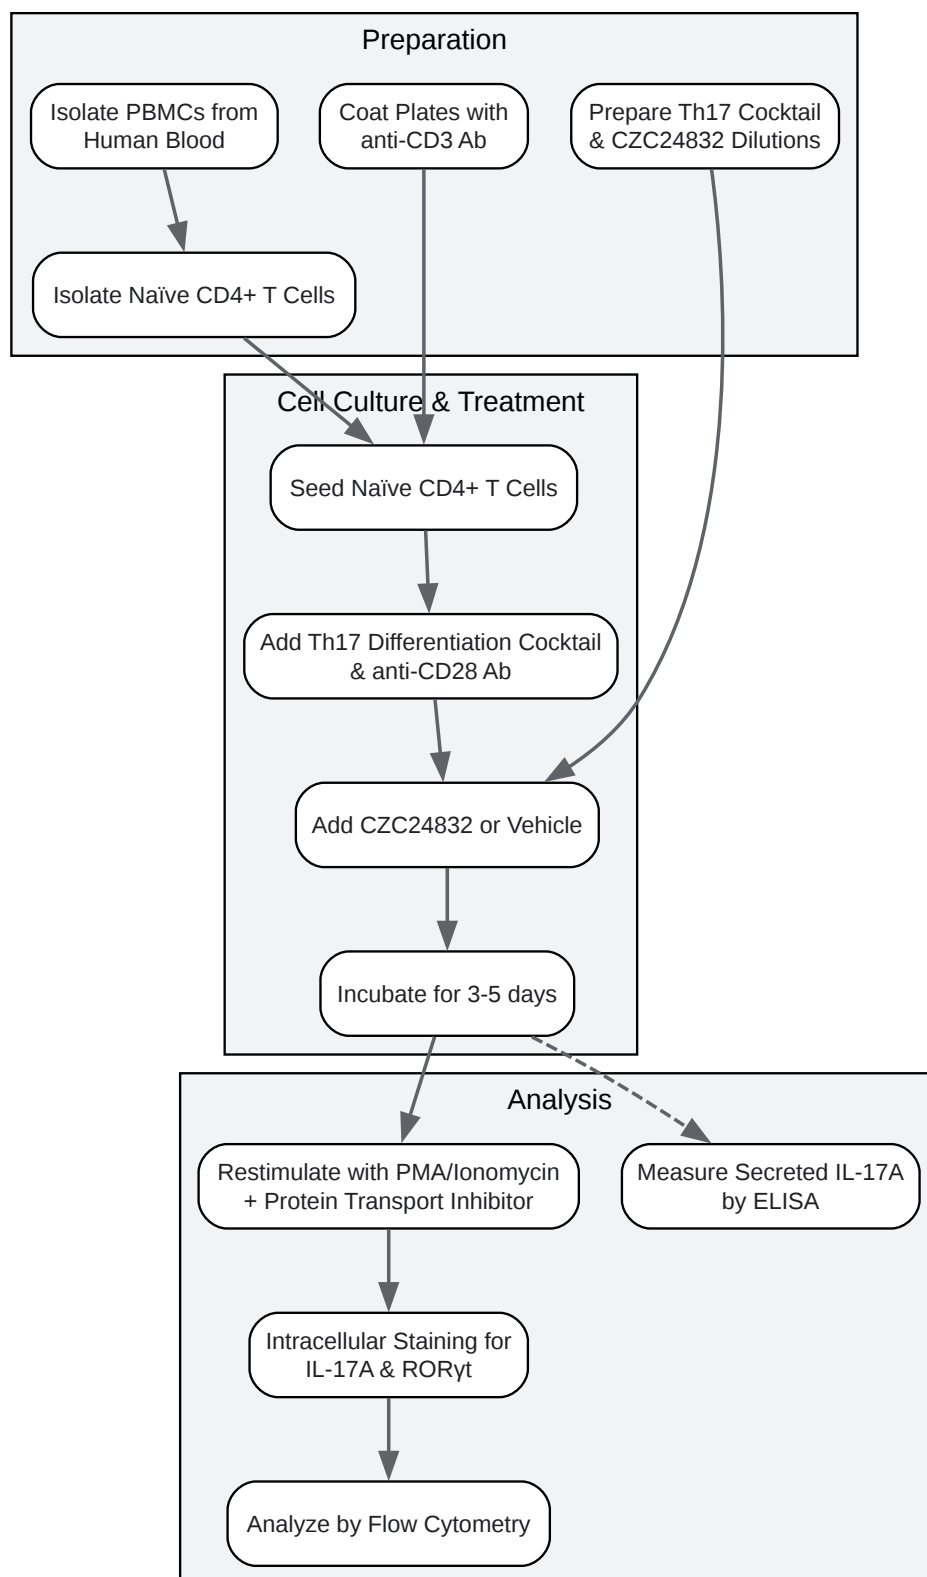 Preparation
Isolate PBMCs from
Human Blood
Coat Plates with
anti-CD3 Ab
Prepare Th17 Cocktail
& CZC24832 Dilutions
Isolate Naïve CD4+ T Cells
Cell Culture & Treatment
Seed Naïve CD4+ T Cells
Add Th17 Differentiation Cocktail
& anti-CD28 Ab
Add CZC24832 or Vehicle
Incubate for 3-5 days
Analysis
Restimulate with PMA/Ionomycin
+ Protein Transport Inhibitor
Measure Secreted IL-17A
by ELISA
Intracellular Staining for
IL-17A & RORγt
Analyze by Flow Cytometry